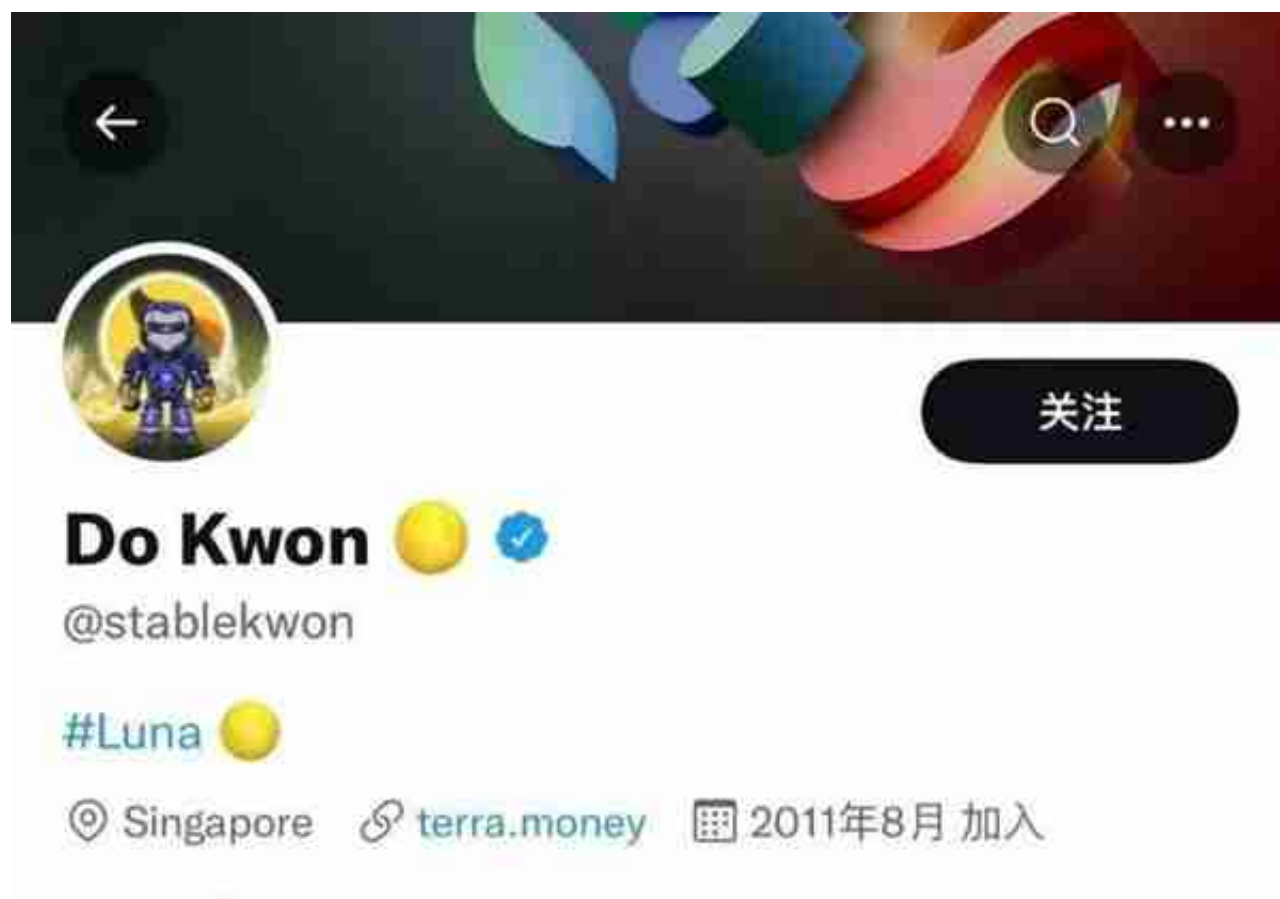 关注
Do Kwon
@stablekwon
#Luna
Singapore terra.money 2011年8月 加入